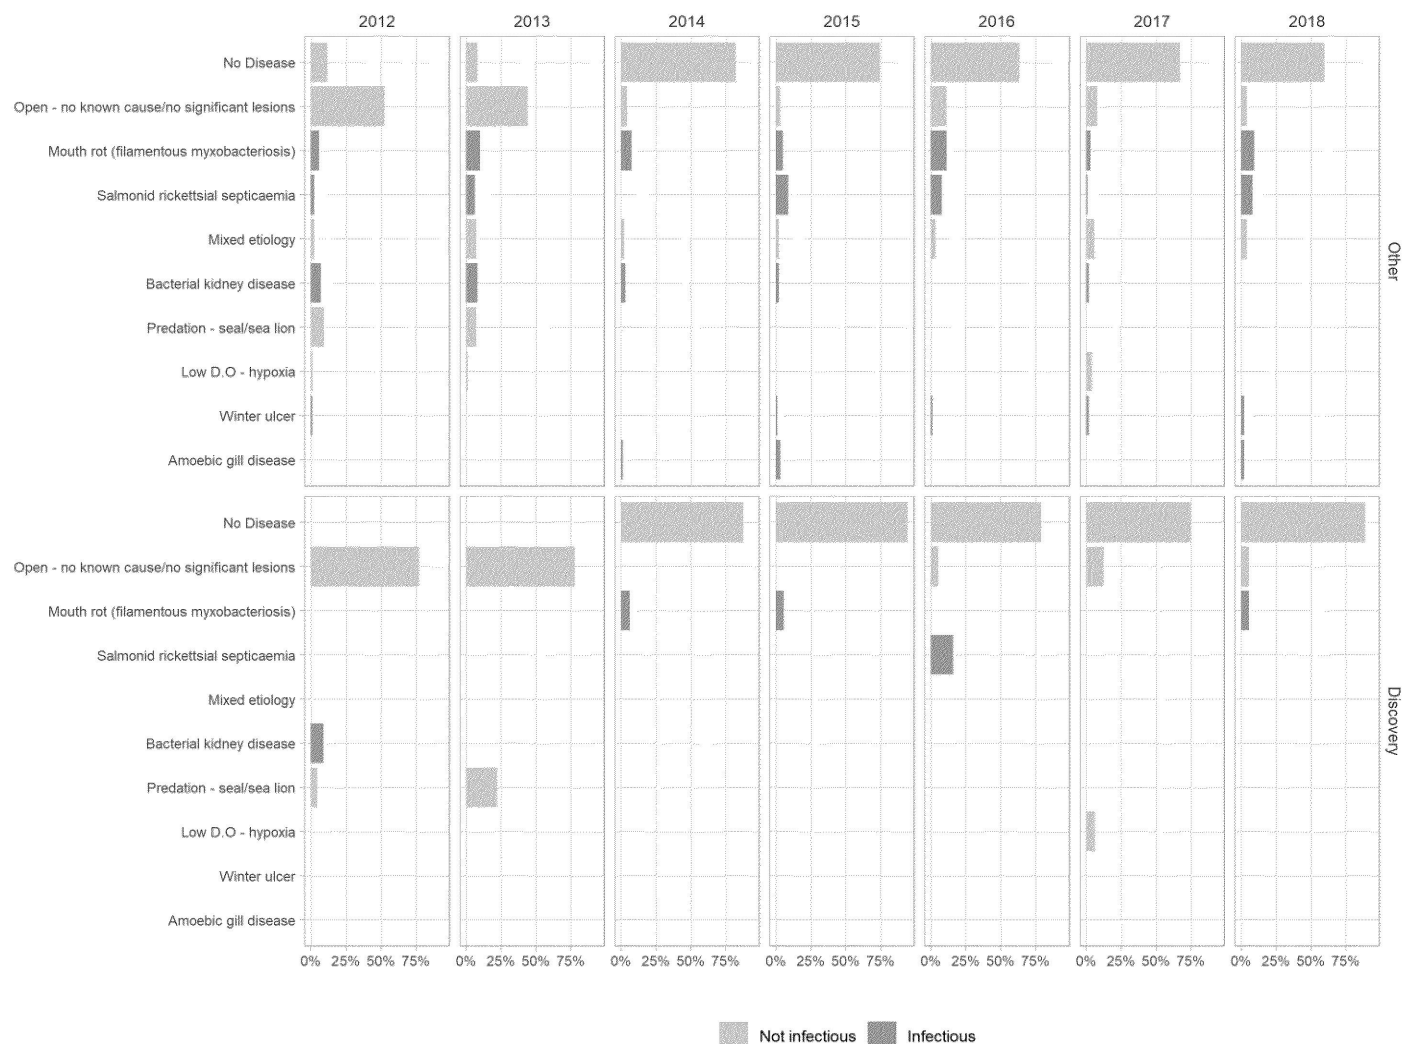 2012 2013 2014 2015 2016 2017 2018
No Disease
Open - no known cause/no significant lesions
Mouth rot (filamentous myxobacteriosis)
Salmonid rickettsial septicaemia
Mixed etiology
Bacterial kidney disease
Predation - seal/sea lion
Low D.O - hypoxia
Winter ulcer
Amoebic gill disease
Other
No Disease
Open - no known cause/no significant lesions
Mouth rot (filamentous myxobacteriosis)
Salmonid rickettsial septicaemia
Mixed etiology
Bacterial kidney disease
Predation - seal/sea lion
Low D.O - hypoxia
Winter ulcer
Amoebic gill disease
Discovery
0% 25% 50% 75% 0% 25% 50% 75% 0% 25% 50% 75% 0% 25% 50% 75% 0% 25% 50% 75% 0% 25% 50% 75% 0% 25% 50% 75%
Not infectious Infectious